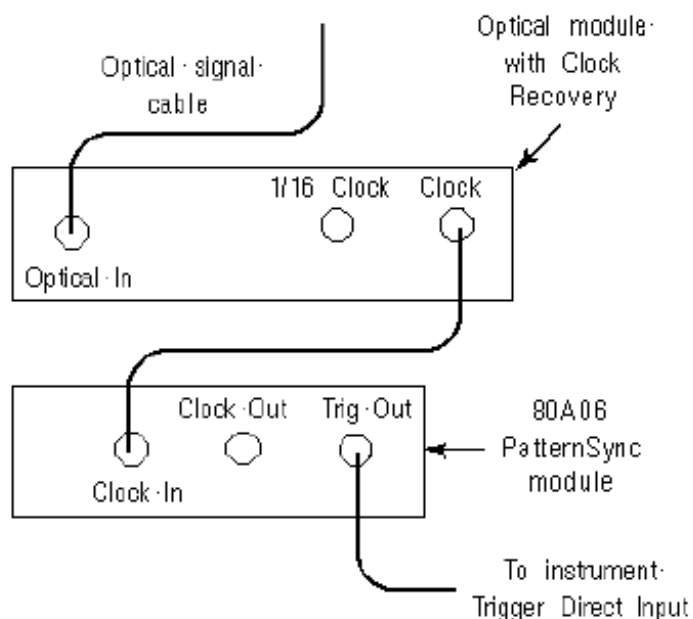 Optical signal
cable
Optical module
with Clock
Recovery
1/16 Clock
Clock
Optical In
Clock Out
Trig Out
Clock In
80A06
PatternSync
module
To instrument
Trigger Direct Input